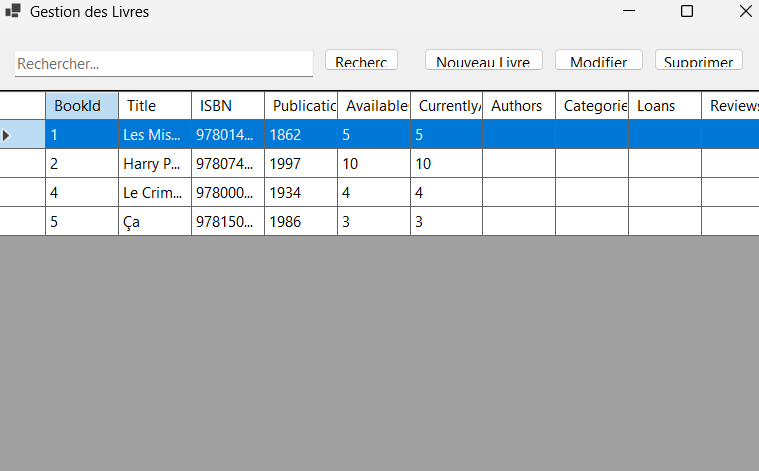 Gestion des Livres
Rechercher... Recherc Nouveau Livre Modifier Supprimer
BookId Title ISBN Publicatic Available Currently Authors Categorie Loans Reviews
1 Les Mis... 978014... 1862 5 5
2 Harry P... 978074... 1997 10 10
4 Le Crim... 978000... 1934 4 4
5 Ça 978150... 1986 3 3